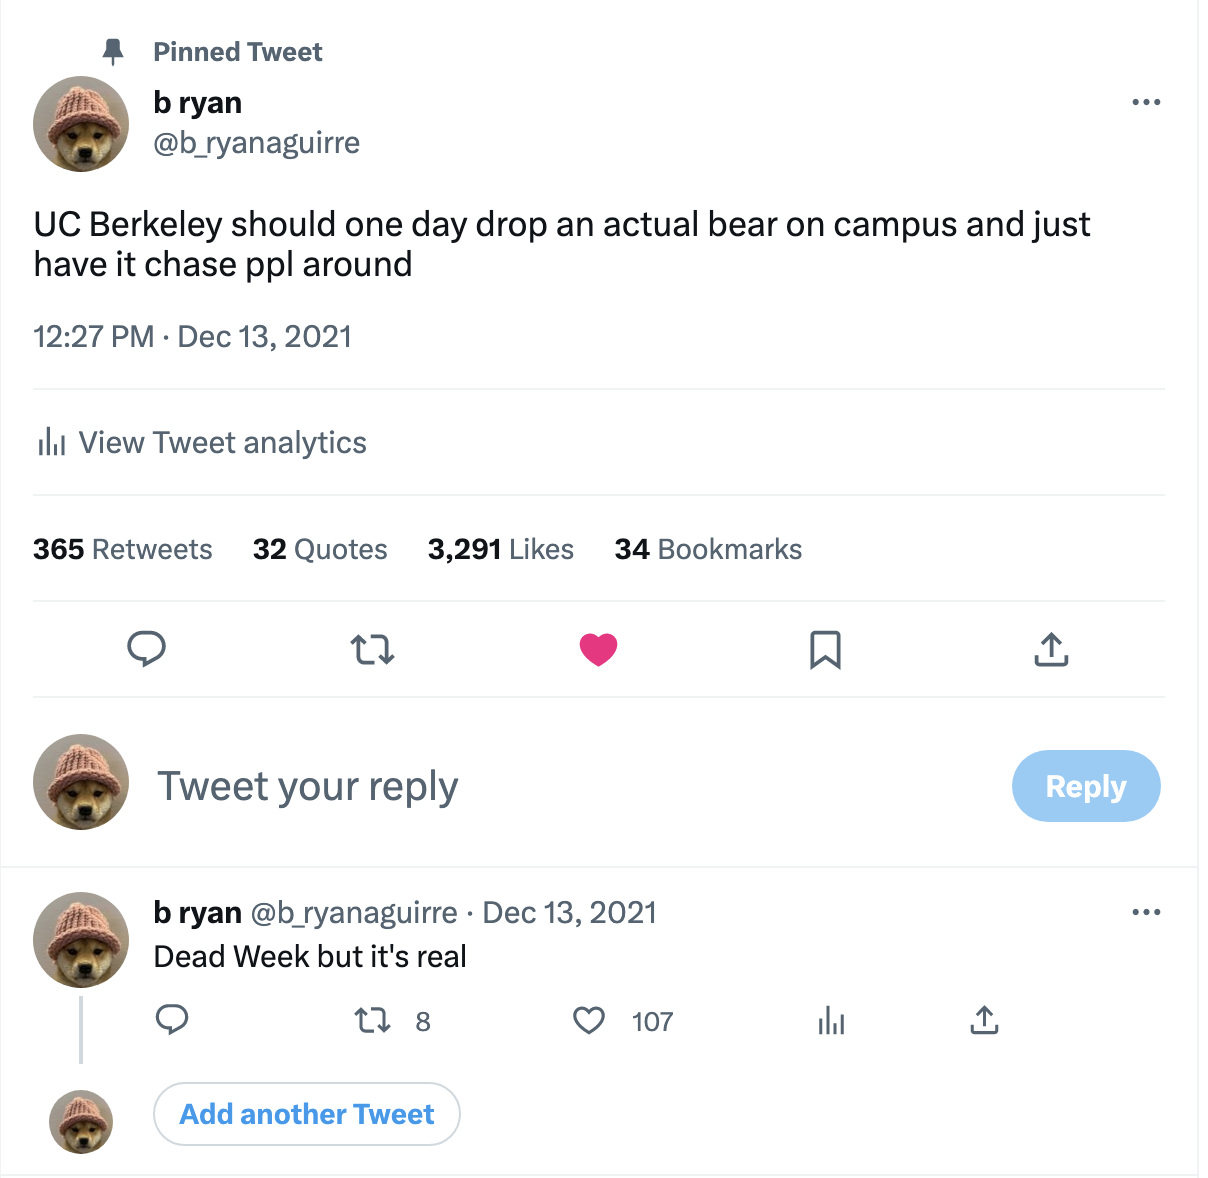 Pinned Tweet
b ryan
@b_ryanaguirre
UC Berkeley should one day drop an actual bear on campus and just
have it chase ppl around
12:27 PM · Dec 13, 2021
View Tweet analytics
365 Retweets 32 Quotes 3,291 Likes 34 Bookmarks
Tweet your reply
Reply
b ryan @b_ryanaguirre · Dec 13, 2021
Dead Week but it's real
8 107
Add another Tweet